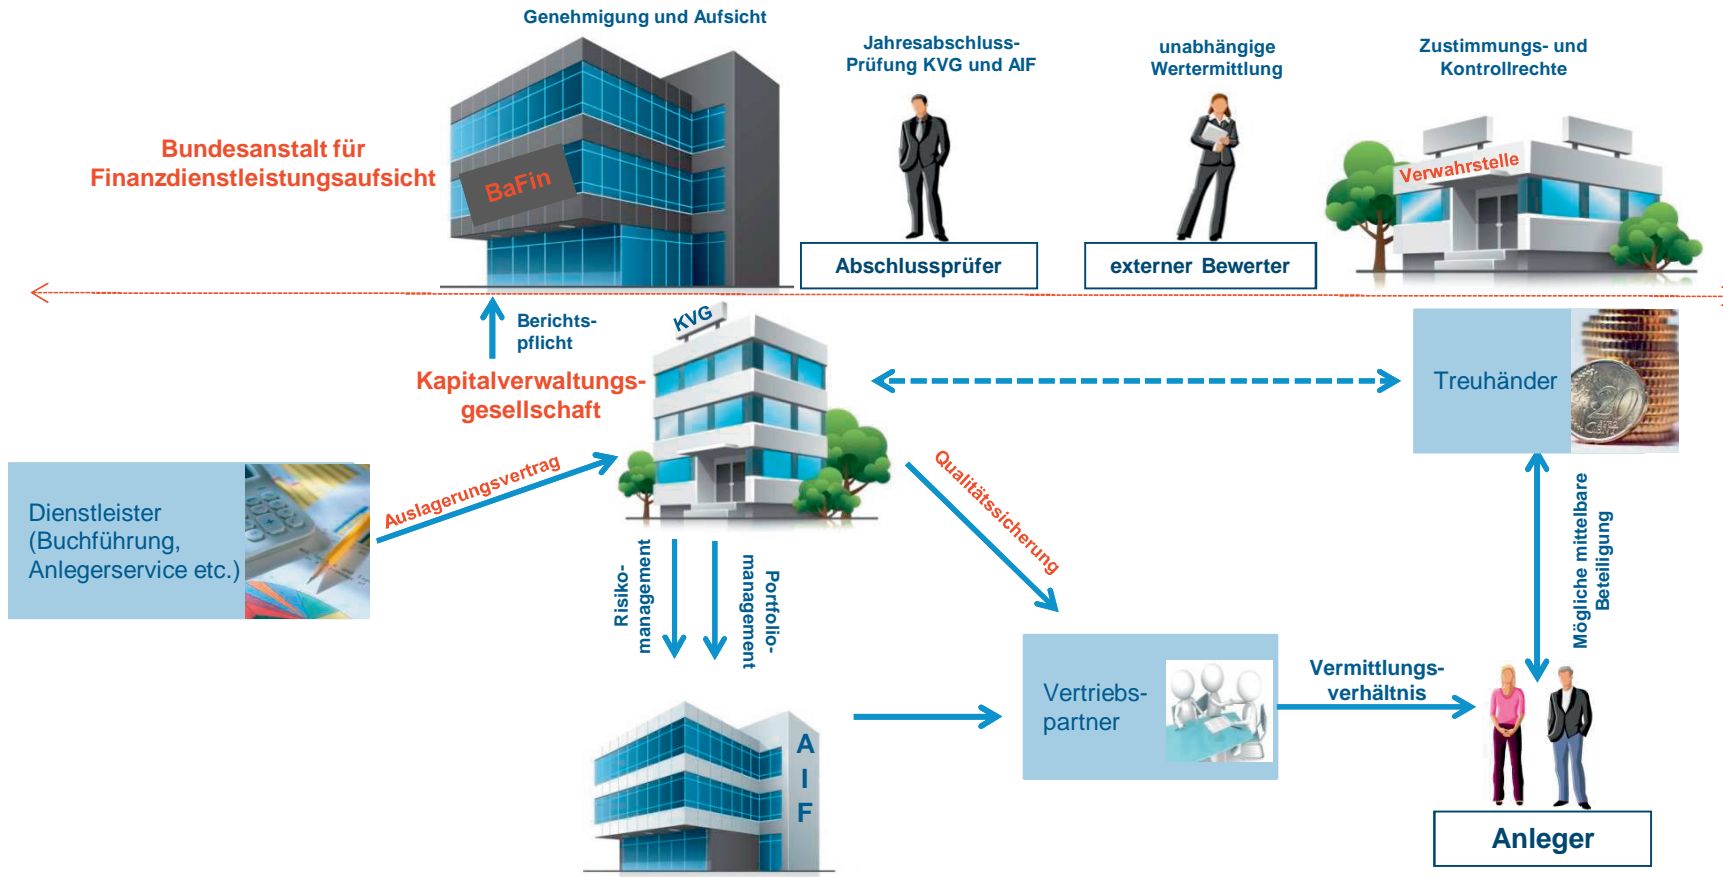 Genehmigung und Aufsicht
Jahresabschluss-
Prüfung KVG und AIF
unabhängige
Wertermittlung
Zustimmungs- und
Kontrollrechte
Bundesanstalt für
Finanzdienstleistungsaufsicht
BaFin
Verwahrstelle
Abschlussprüfer
externer Bewerter
Berichts-
pflicht
KVG
Kapitalverwaltungs-
gesellschaft
Treuhänder
20
Auslagerungsvertrag
Qualitätssicherung
Dienstleister
(Buchführung,
Anlegerservice etc.)
Risiko-
management
Portfolio-
management
Mögliche mittelbare
Beteiligung
Vertriebs-
partner
Vermittlungs-
verhältnis
A
I
F
Anleger